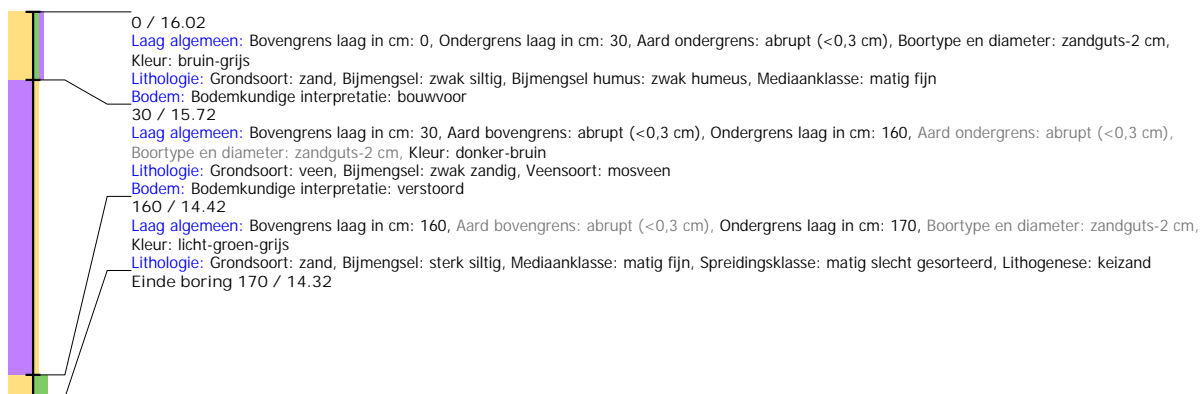 0 / 16.02
Laag algemeen: Bovengrens laag in cm: 0, Ondergrens laag in cm: 30, Aard ondergrens: abrupt (<0,3 cm), Boortype en diameter: zandguts-2 cm,
Kleur: bruin-grijs
Lithologie: Grondsoort: zand, Bijmengsel: zwak siltig, Bijmengsel humus: zwak humeus, Mediaanklasse: matig fijn
Bodem: Bodemkundige interpretatie: bouwvoor
30 / 15.72
Laag algemeen: Bovengrens laag in cm: 30, Aard bovengrens: abrupt (<0,3 cm), Ondergrens laag in cm: 160, Aard ondergrens: abrupt (<0,3 cm),
Boortype en diameter: zandguts-2 cm, Kleur: donker-bruin
Lithologie: Grondsoort: veen, Bijmengsel: zwak zandig, Veensoort: mosveen
Bodem: Bodemkundige interpretatie: verstoord
160 / 14.42
Laag algemeen: Bovengrens laag in cm: 160, Aard bovengrens: abrupt (<0,3 cm), Ondergrens laag in cm: 170, Boortype en diameter: zandguts-2 cm,
Kleur: licht-groen-grijs
Lithologie: Grondsoort: zand, Bijmengsel: sterk siltig, Mediaanklasse: matig fijn, Spreidingsklasse: matig slecht gesorteerd, Lithogenese: keizand
Einde boring 170 / 14.32